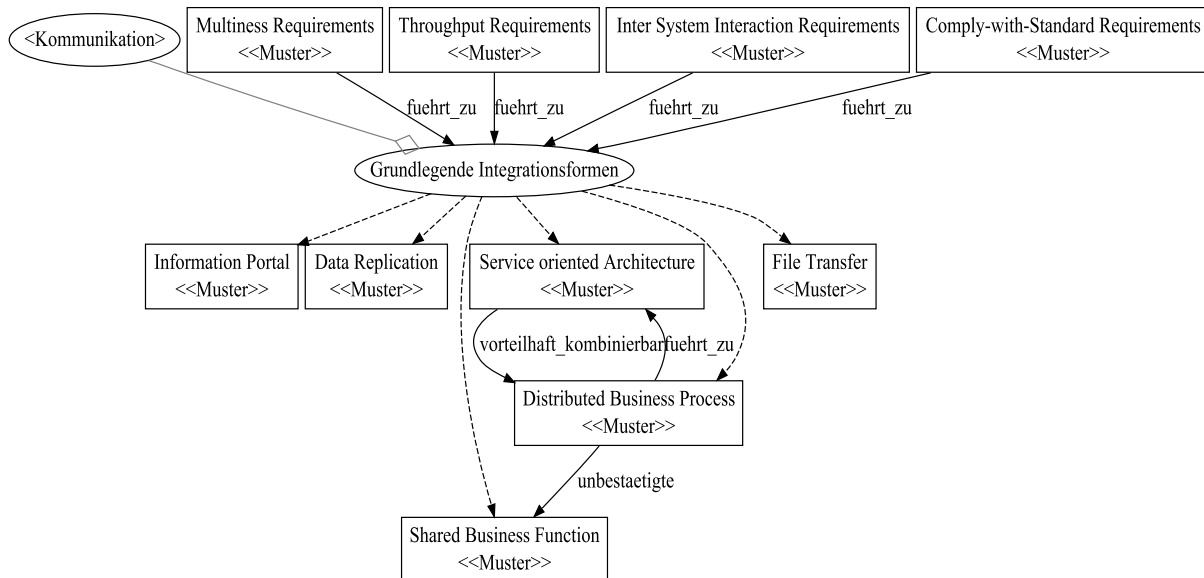 <Kommunikation>
Multiness Requirements
<<Muster>>
Throughput Requirements
<<Muster>>
Inter System Interaction Requirements
<<Muster>>
Comply-with-Standard Requirements
<<Muster>>
fuehrt_zu
fuehrt_zu
fuehrt_zu
fuehrt_zu
Grundlegende Integrationsformen
Information Portal
<<Muster>>
Data Replication
<<Muster>>
Service oriented Architecture
<<Muster>>
File Transfer
<<Muster>>
vorteilhaft_kombinierbar
fuehrt_zu
Distributed Business Process
<<Muster>>
unbestaetigte
Shared Business Function
<<Muster>>